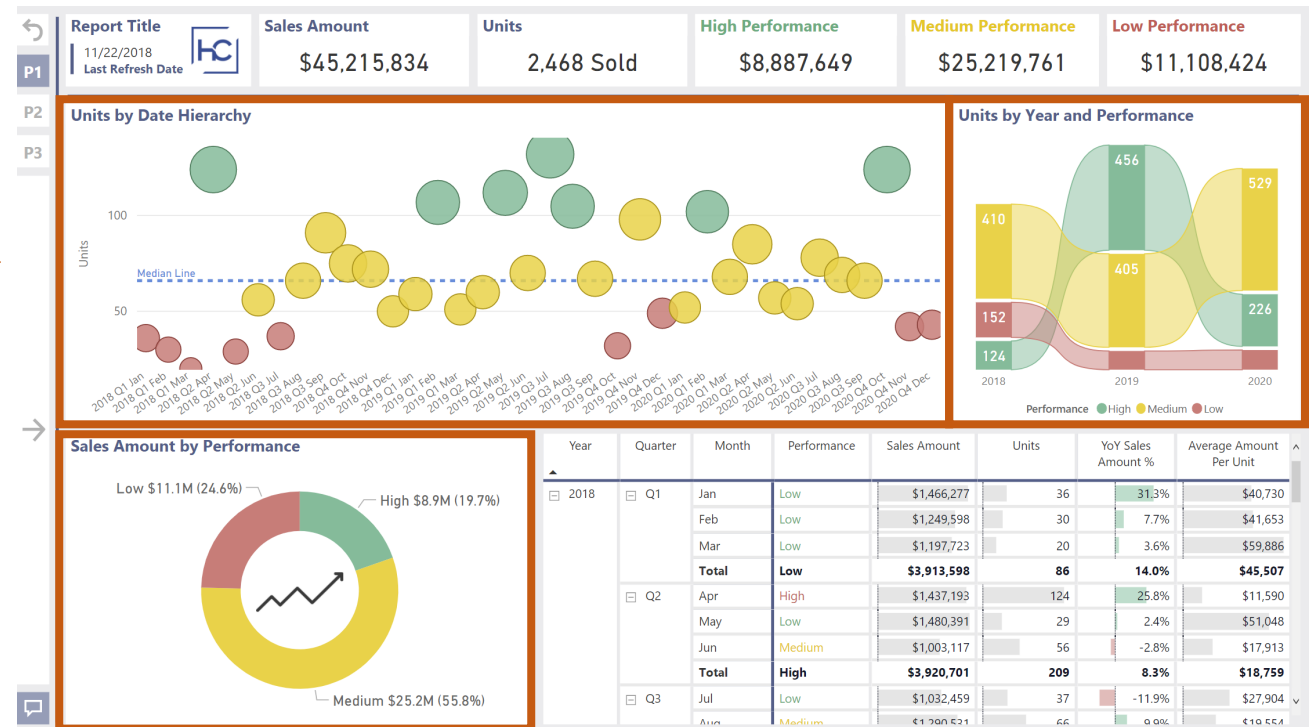 Report Title
11/22/2018
Last Refresh Date
hC
Sales Amount
$45,215,834
Units
2,468 Sold
High Performance
$8,887,649
Medium Performance
$25,219,761
Low Performance
$11,108,424
P1
P2
P3
Units by Date Hierarchy
Units
100
50
Median Line
2018 Q1 Jan
2018 Q1 Feb
2018 Q1 Mar
2018 Q2 Apr
2018 Q2 May
2018 Q2 Jun
2018 Q3 Jul
2018 Q3 Aug
2018 Q3 Sep
2018 Q4 Oct
2018 Q4 Nov
2018 Q4 Dec
2019 Q1 Jan
2019 Q1 Feb
2019 Q1 Mar
2019 Q2 Apr
2019 Q2 May
2019 Q2 Jun
2019 Q3 Jul
2019 Q3 Aug
2019 Q3 Sep
2019 Q4 Oct
2019 Q4 Nov
2019 Q4 Dec
2020 Q1 Jan
2020 Q1 Feb
2020 Q1 Mar
2020 Q2 Apr
2020 Q2 May
2020 Q2 Jun
2020 Q3 Jul
2020 Q3 Aug
2020 Q3 Sep
2020 Q4 Oct
2020 Q4 Nov
2020 Q4 Dec
Units by Year and Performance
410
152
124
456
405
529
226
2018 2019 2020
Performance High Medium Low
Sales Amount by Performance
Low $11.1M (24.6%)
High $8.9M (19.7%)
Medium $25.2M (55.8%)
Year Quarter Month Performance Sales Amount Units YoY Sales Amount % Average Amount Per Unit
2018 Q1 Jan Low $1,466,277 36 31.3% $40,730
Feb Low $1,249,598 30 7.7% $41,653
Mar Low $1,197,723 20 3.6% $59,886
Total Low $3,913,598 86 14.0% $45,507
Q2 Apr High $1,437,193 124 25.8% $11,590
May Low $1,480,391 29 2.4% $51,048
Jun Medium $1,003,117 56 -2.8% $17,913
Total High $3,920,701 209 8.3% $18,759
Q3 Jul Low $1,032,459 37 -11.9% $27,904
Aug Medium $1,290,531 66 9.9% $19,554